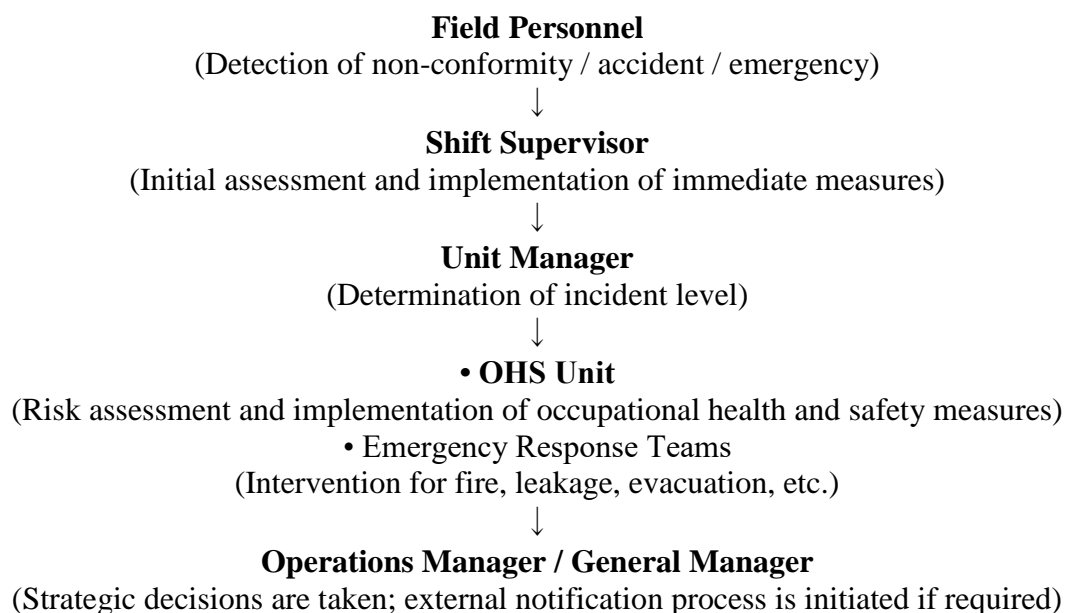 Field Personnel
(Detection of non-conformity / accident / emergency)
↓
Shift Supervisor
(Initial assessment and implementation of immediate measures)
↓
Unit Manager
(Determination of incident level)
↓
• OHS Unit
(Risk assessment and implementation of occupational health and safety measures)
• Emergency Response Teams
(Intervention for fire, leakage, evacuation, etc.)
↓
Operations Manager / General Manager
(Strategic decisions are taken; external notification process is initiated if required)